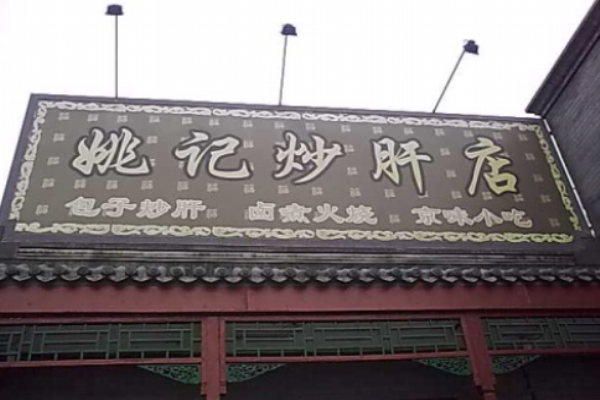 姚记炒肝店
包子炒肝 卤煮火烧 京味小吃